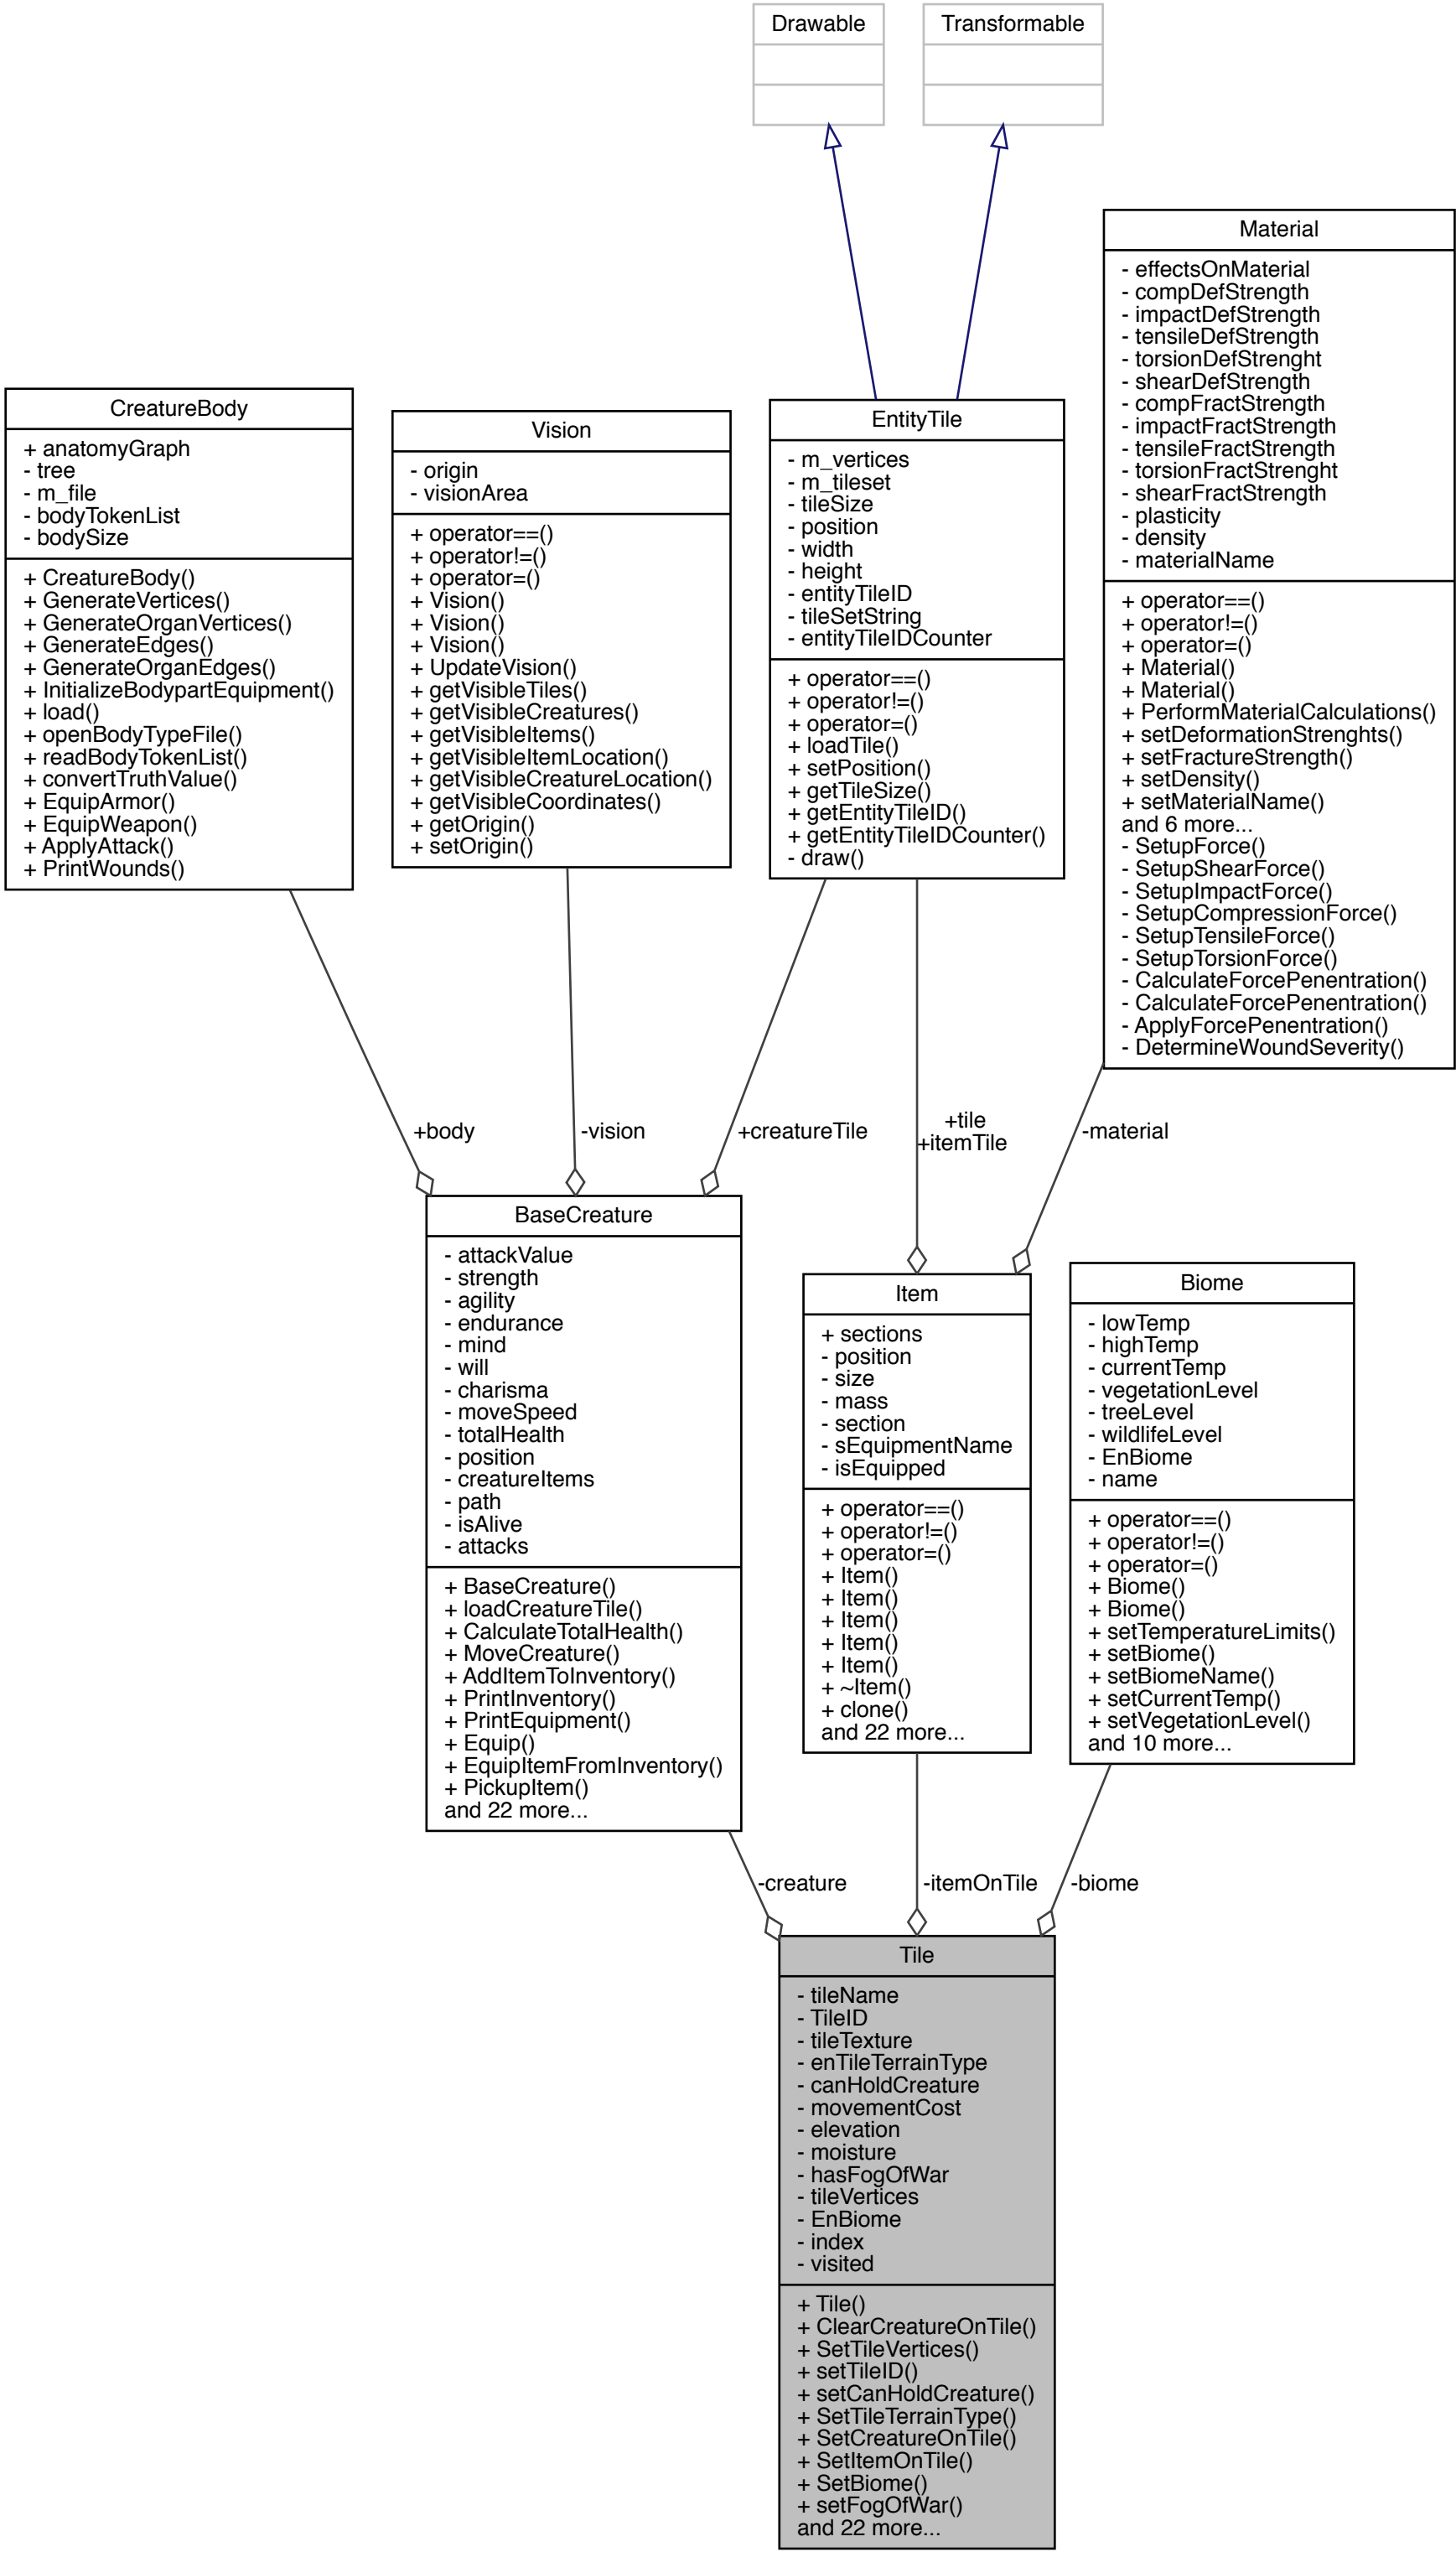 Drawable
Transformable
Material
- effectsOnMaterial
- compDefStrength
- impactDefStrength
- tensileDefStrength
- torsionDefStrenght
- shearDefStrength
- compFractStrength
- impactFractStrength
- tensileFractStrength
- torsionFractStrenght
- shearFractStrength
- plasticity
- density
- materialName
+ operator==()
+ operator!=()
+ operator=()
+ Material()
+ Material()
+ PerformMaterialCalculations()
+ setDeformationStrenghts()
+ setFractureStrength()
+ setDensity()
+ setMaterialName()
and 6 more...
- SetupForce()
- SetupShearForce()
- SetupImpactForce()
- SetupCompressionForce()
- SetupTensileForce()
- SetupTorsionForce()
- CalculateForcePenentration()
- CalculateForcePenentration()
- ApplyForcePenentration()
- DetermineWoundSeverity()
CreatureBody
+ anatomyGraph
- tree
- m_file
- bodyTokenList
- bodySize
+ CreatureBody()
+ GenerateVertices()
+ GenerateOrganVertices()
+ GenerateEdges()
+ GenerateOrganEdges()
+ InitializeBodypartEquipment()
+ load()
+ openBodyTypeFile()
+ readBodyTokenList()
+ convertTruthValue()
+ EquipArmor()
+ EquipWeapon()
+ ApplyAttack()
+ PrintWounds()
Vision
- origin
- visionArea
+ operator==()
+ operator!=()
+ operator=()
+ Vision()
+ Vision()
+ Vision()
+ UpdateVision()
+ getVisibleTiles()
+ getVisibleCreatures()
+ getVisibleItems()
+ getVisibleItemLocation()
+ getVisibleCreatureLocation()
+ getVisibleCoordinates()
+ getOrigin()
+ setOrigin()
EntityTile
- m_vertices
- m_tileset
- tileSize
- position
- width
- height
- entityTileID
- tileSetString
- entityTileIDCounter
+ operator==()
+ operator!=()
+ operator=()
+ loadTile()
+ setPosition()
+ getTileSize()
+ getEntityTileID()
+ getEntityTileIDCounter()
- draw()
+body
-vision
+creatureTile
+tile
+itemTile
-material
BaseCreature
- attackValue
- strength
- agility
- endurance
- mind
- will
- charisma
- moveSpeed
- totalHealth
- position
- creatureItems
- path
- isAlive
- attacks
+ BaseCreature()
+ loadCreatureTile()
+ CalculateTotalHealth()
+ MoveCreature()
+ AddItemToInventory()
+ PrintInventory()
+ PrintEquipment()
+ Equip()
+ EquipItemFromInventory()
+ PickupItem()
and 22 more...
Item
+ sections
- position
- size
- mass
- section
- sEquipmentName
- isEquipped
+ operator==()
+ operator!=()
+ operator=()
+ Item()
+ Item()
+ Item()
+ Item()
+ Item()
+ ~Item()
+ clone()
and 22 more...
Biome
- lowTemp
- highTemp
- currentTemp
- vegetationLevel
- treeLevel
- wildlifeLevel
- EnBiome
- name
+ operator==()
+ operator!=()
+ operator=()
+ Biome()
+ Biome()
+ setTemperatureLimits()
+ setBiome()
+ setBiomeName()
+ setCurrentTemp()
+ setVegetationLevel()
and 10 more...
-creature
-itemOnTile
-biome
Tile
- tileName
- TileID
- tileTexture
- enTileTerrainType
- canHoldCreature
- movementCost
- elevation
- moisture
- hasFogOfWar
- tileVertices
- EnBiome
- index
- visited
+ Tile()
+ ClearCreatureOnTile()
+ SetTileVertices()
+ setTileID()
+ setCanHoldCreature()
+ SetTileTerrainType()
+ SetCreatureOnTile()
+ SetItemOnTile()
+ SetBiome()
+ setFogOfWar()
and 22 more...